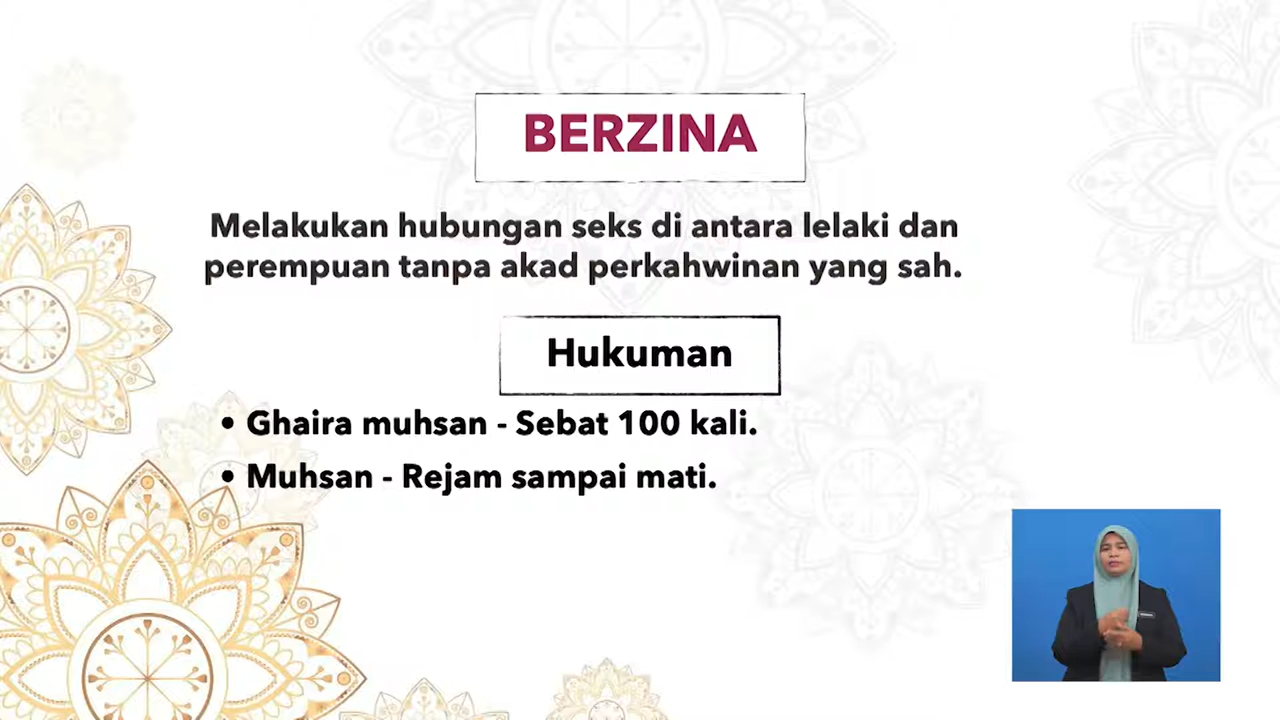 BERZINA
Melakukan hubungan seks di antara lelaki dan
perempuan tanpa akad perkahwinan yang sah.
Hukuman
• Ghaira muhsan - Sebat 100 kali.
• Muhsan - Rejam sampai mati.